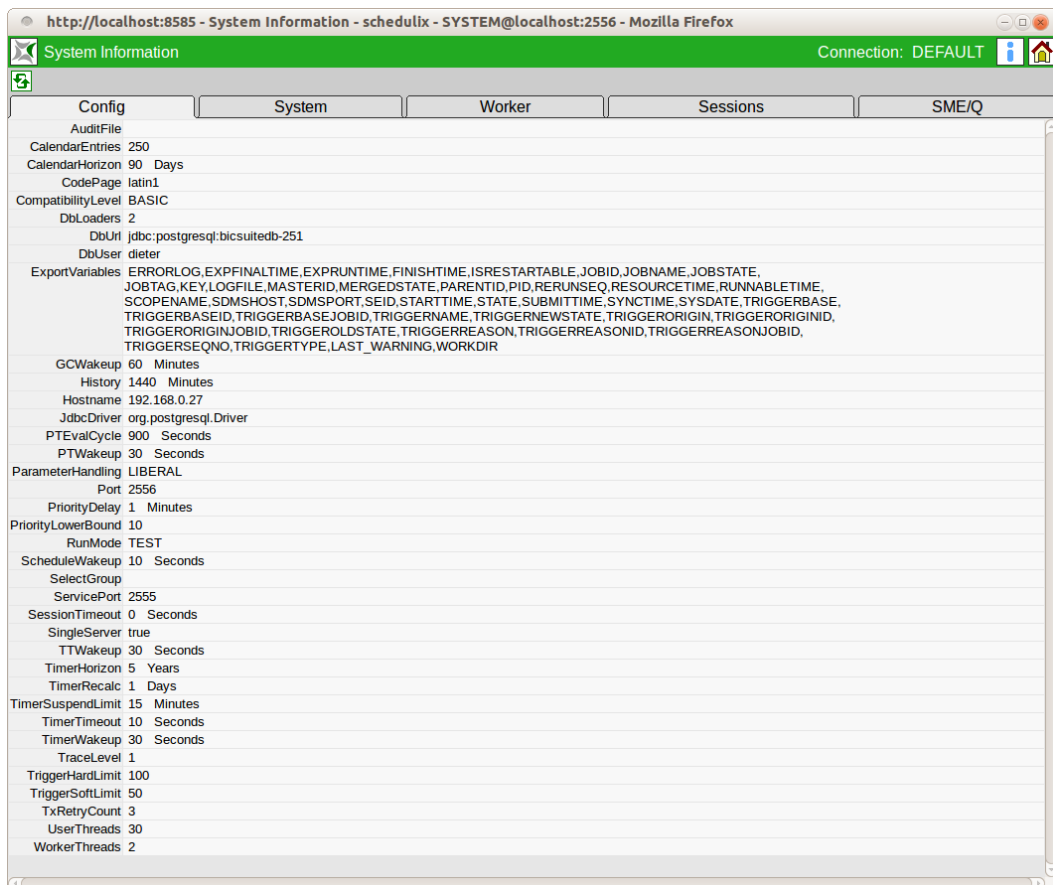 http://localhost:8585 - System Information - schedulix - SYSTEM@localhost:2556 - Mozilla Firefox
System Information Connection: DEFAULT
Config System Worker Sessions SME/Q
AuditFile
CalendarEntries 250
CalendarHorizon 90 Days
CodePage latin1
CompatibilityLevel BASIC
DbLoaders 2
DbUrl jdbc:postgresql:bicsuitedb-251
DbUser dieter
ExportVariables ERRORLOG,EXPFINALTIME,EXPRUNTIME,FINISHTIME,ISRESTARTABLE,JOBID,JOBNAME,JOBSTATE,
JOBTAG,KEY,LOGFILE,MASTERID,MERGEDSTATE,PARENTID,PID,RERUNSEQ,RESOURCETIME,RUNNABLETIME,
SCOPENAME,SDMSHOST,SDMSPORT,SEID,STARTTIME,STATE,SUBMITTIME,SYNCTIME,SYSDATE,TRIGGERBASE,
TRIGGERBASEID,TRIGGERBASEJOBID,TRIGGERNAME,TRIGGERNEWSTATE,TRIGGERORIGIN,TRIGGERORIGINID,
TRIGGERORIGINJOBID,TRIGGEROLDSTATE,TRIGGERREASON,TRIGGERREASONID,TRIGGERREASONJOBID,
TRIGGERSEQNO,TRIGGERTYPE,LAST_WARNING,WORKDIR
GCWakeup 60 Minutes
History 1440 Minutes
Hostname 192.168.0.27
JdbcDriver org.postgresql.Driver
PTEvalCycle 900 Seconds
PTWakeup 30 Seconds
ParameterHandling LIBERAL
Port 2556
PriorityDelay 1 Minutes
PriorityLowerBound 10
RunMode TEST
ScheduleWakeup 10 Seconds
SelectGroup
ServicePort 2555
SessionTimeout 0 Seconds
SingleServer true
TTWakeup 30 Seconds
TimerHorizon 5 Years
TimerRecalc 1 Days
TimerSuspendLimit 15 Minutes
TimerTimeout 10 Seconds
TimerWakeup 30 Seconds
TraceLevel 1
TriggerHardLimit 100
TriggerSoftLimit 50
TxRetryCount 3
UserThreads 30
WorkerThreads 2